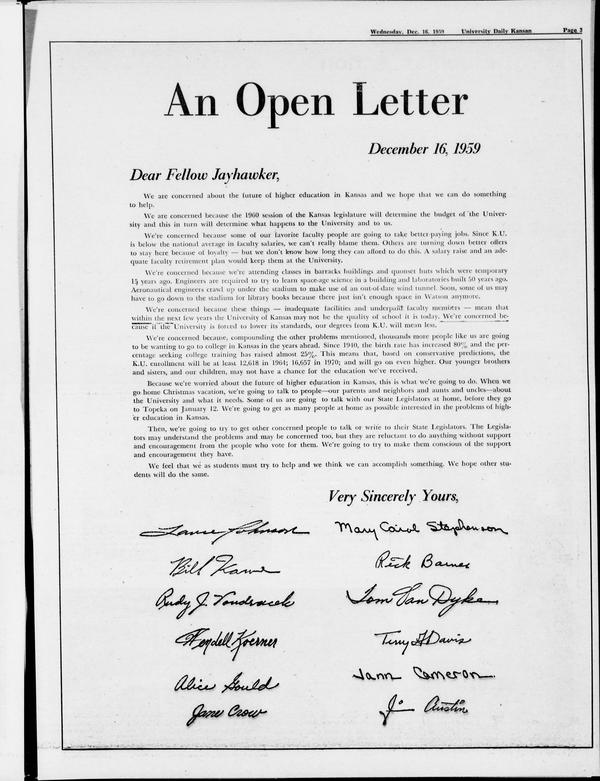 Wednesday, Dec. 16, 1959 University Daily Kansan Page 3
An Open Letter
December 16, 1959
Dear Fellow Jayhawker,
We are concerned about the future of higher education in Kansas and we hope that we can do something
to help.
We are concerned because the 1960 session of the Kansas legislature will determine the budget of the Univer-
sity and this in turn will determine what happens to the University and to us.
We're concerned because some of our favorite faculty people are going to take better-paying jobs. Since K.U.
is below the national average in faculty salaries, we can't really blame them. Others are turning down better offers
to stay here because of loyalty — but we don't know how long they can afford to do this. A salary raise and an ade-
quate faculty retirement plan would keep them at the University.
We're concerned because we're attending classes in barracks buildings and quonset huts which were temporary
years ago. Engineers are required to try to learn space-age science in a building and laboratories built 50 years ago.
Aeronautical engineers crawl up under the stadium to make use of an out-of-date wind tunnel. Soon, some of us may
have to go down to the stadium for library books because there just isn't enough space in Watson anymore.
We're concerned because these things — inadequate facilities and underpaid faculty members — mean that
within the next few years the University of Kansas may not be the quality of school it is today. We're concerned be-
cause if the University is forced to lower its standards, our degrees from K.U. will mean less.
We're concerned because, compounding the other problems mentioned, thousands more people like us are going
to be wanting to go to college in Kansas in the years ahead. Since 1940, the birth rate has increased 80% and the per-
centage seeking college training has raised almost 25%. This means that, based on conservative predictions, the
K.U. enrollment will be at least 12,618 in 1964; 16,657 in 1970; and will go on even higher. Our younger brothers
and sisters, and our children, may not have a chance for the education we've received.
Because we're worried about the future of higher education in Kansas, this is what we're going to do. When we
go home Christmas vacation, we're going to talk to people—our parents and neighbors and aunts and uncles—about
the University and what it needs. Some of us are going to talk with our State Legislators at home, before they go
to Topeka on January 12. We're going to get as many people at home as possible interested in the problems of high-
er education in Kansas.
Then, we're going to try to get other concerned people to talk or write to their State Legislators. The Legisla-
tors may understand the problems and may be concerned too, but they are reluctant to do anything without support
and encouragement from the people who vote for them. We're going to try to make them conscious of the support
and encouragement they have.
We feel that we as students must try to help and we think we can accomplish something. We hope other stu-
dents will do the same.
Very Sincerely Yours,
Johnson Mary Carol Stephenson
Bill Kane Rick Barnes
Rudy J. Vondracek Tom Van Dyke
Wendell Koerner Davis
Alice Gould Jann Cameron
Jane Crow Jim Austin